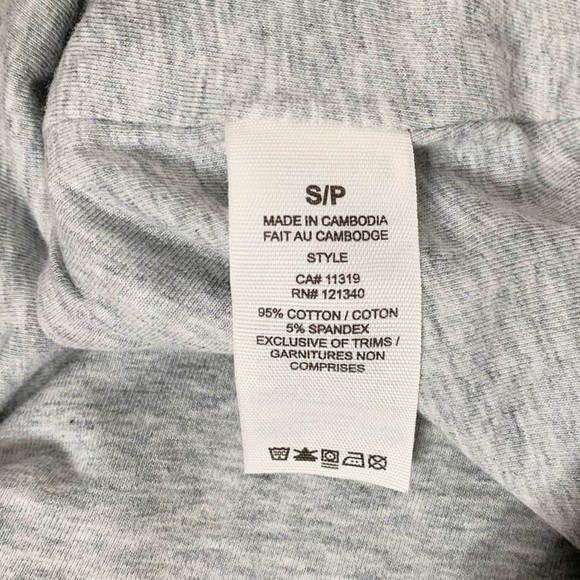 S/P
MADE IN CAMBODIA
FAIT AU CAMBODGE
STYLE
CA# 11319
RN# 121340
95% COTTON / COTON
5% SPANDEX
EXCLUSIVE OF TRIMS /
GARNITURES NON
COMPRISES